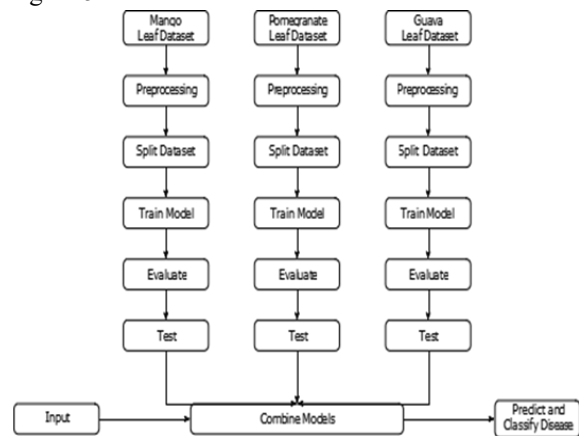 Mango
Leaf Dataset
Pomegranate
Leaf Dataset
Guava
Leaf Dataset
Preprocessing
Preprocessing
Preprocessing
Split Dataset
Split Dataset
Split Dataset
Train Model
Train Model
Train Model
Evaluate
Evaluate
Evaluate
Test
Test
Test
Input
Combine Models
Predict and
Classify Disease